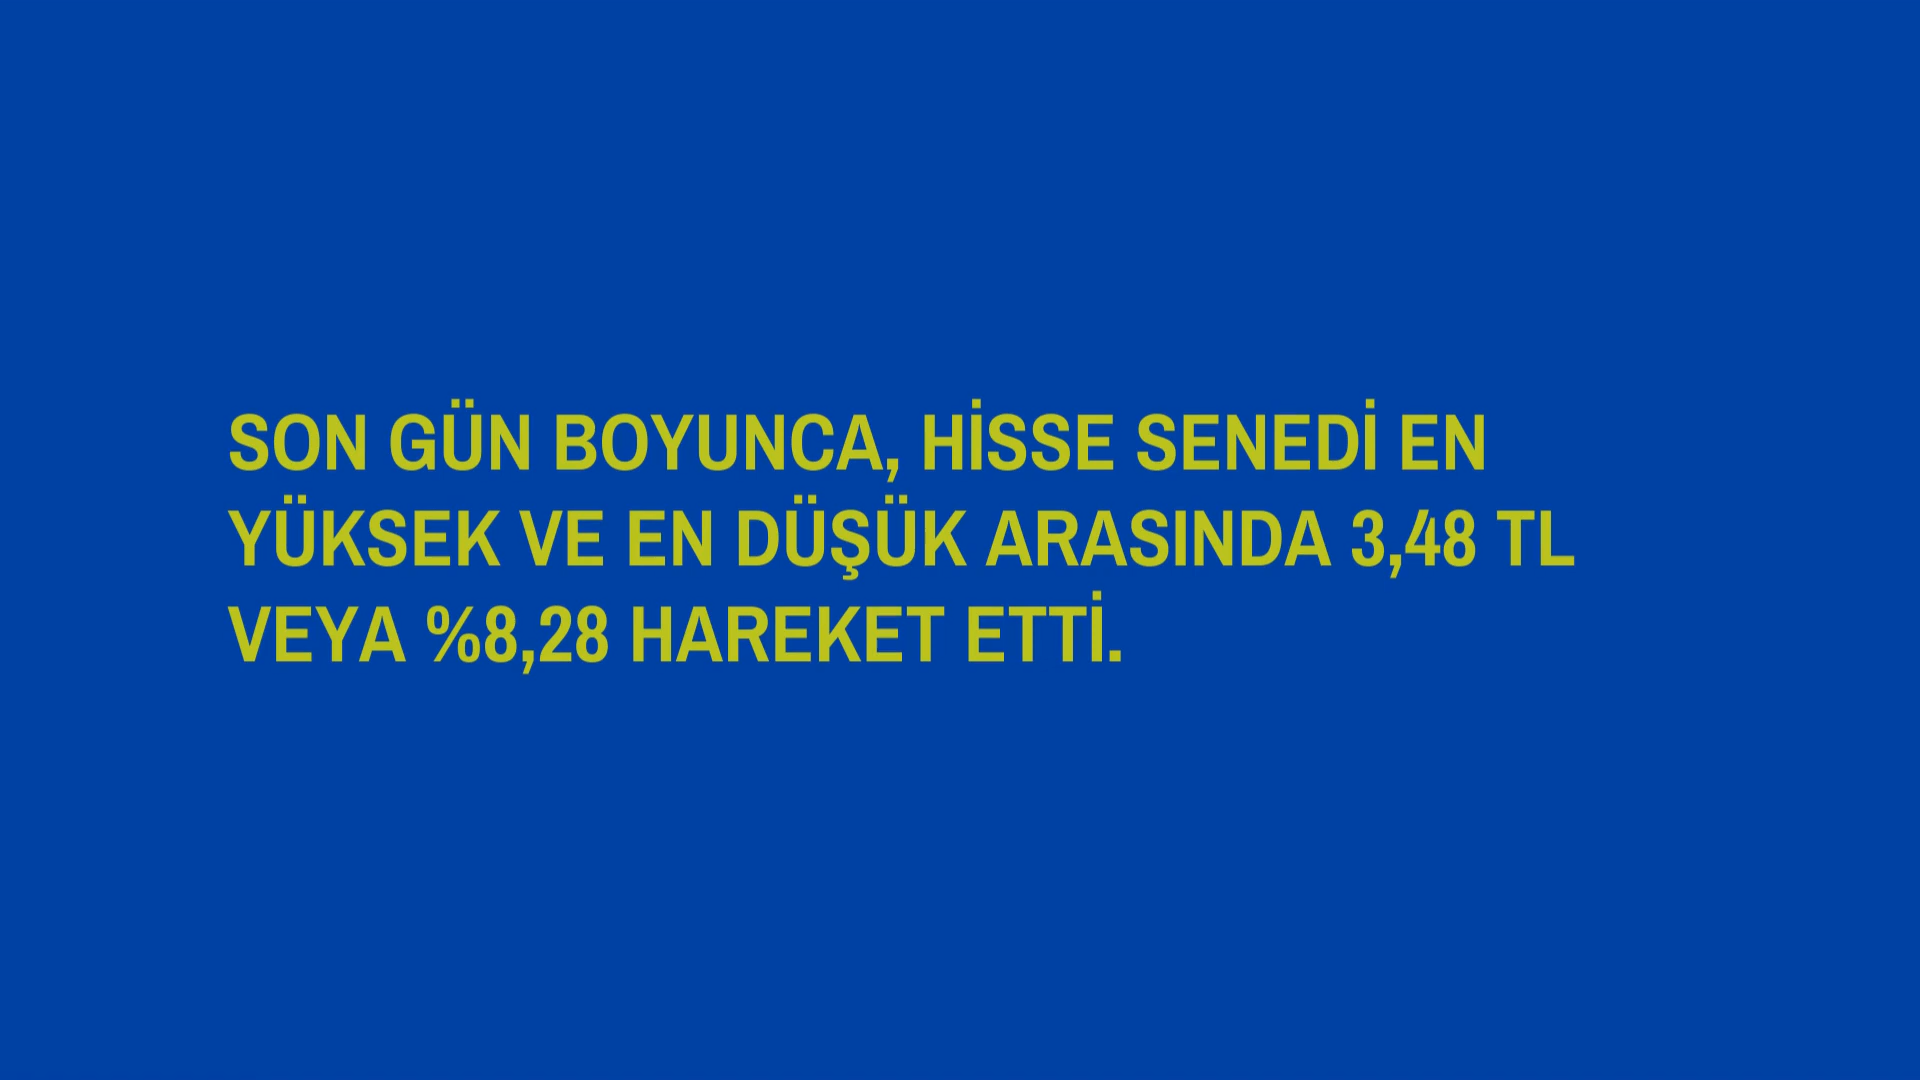 SON GÜN BOYUNCA, HİSSE SENEDİ EN
YÜKSEK VE EN DÜŞÜK ARASINDA 3,48 TL
VEYA %8,28 HAREKET ETTİ.